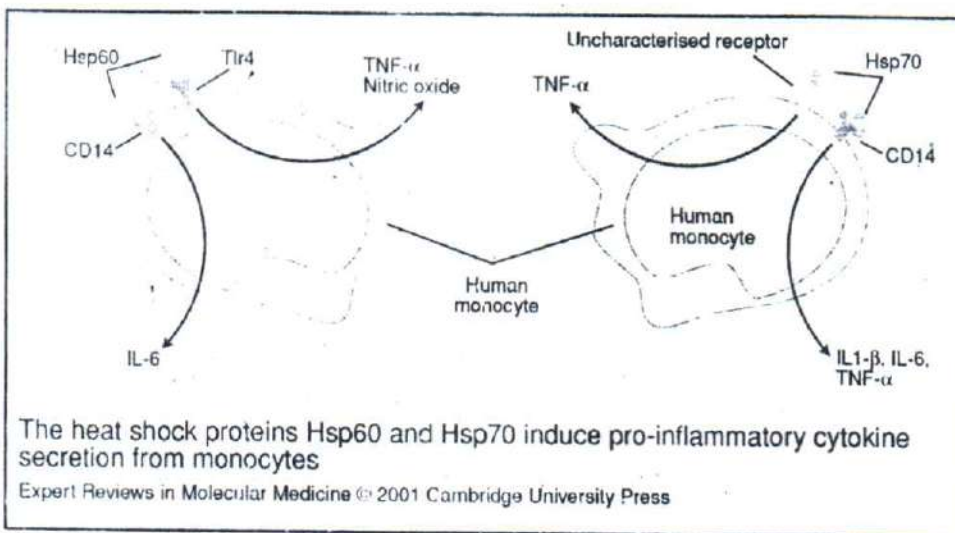 Hsp60
Tlr4
TNF-α
Nitric oxide
CD14
IL-6
Uncharacterised receptor
Hsp70
TNF-α
CD14
Human
monocyte
Human
monocyte
IL1-β, IL-6,
TNF-α
The heat shock proteins Hsp60 and Hsp70 induce pro-inflammatory cytokine
secretion from monocytes
Expert Reviews in Molecular Medicine © 2001 Cambridge University Press